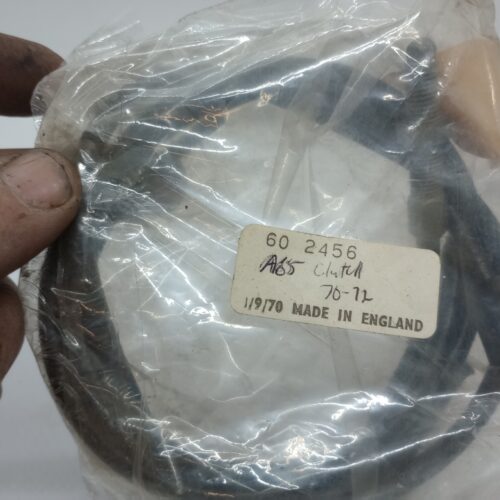 60 2456
A65 Clutch
70-72
1/9/70 MADE IN ENGLAND